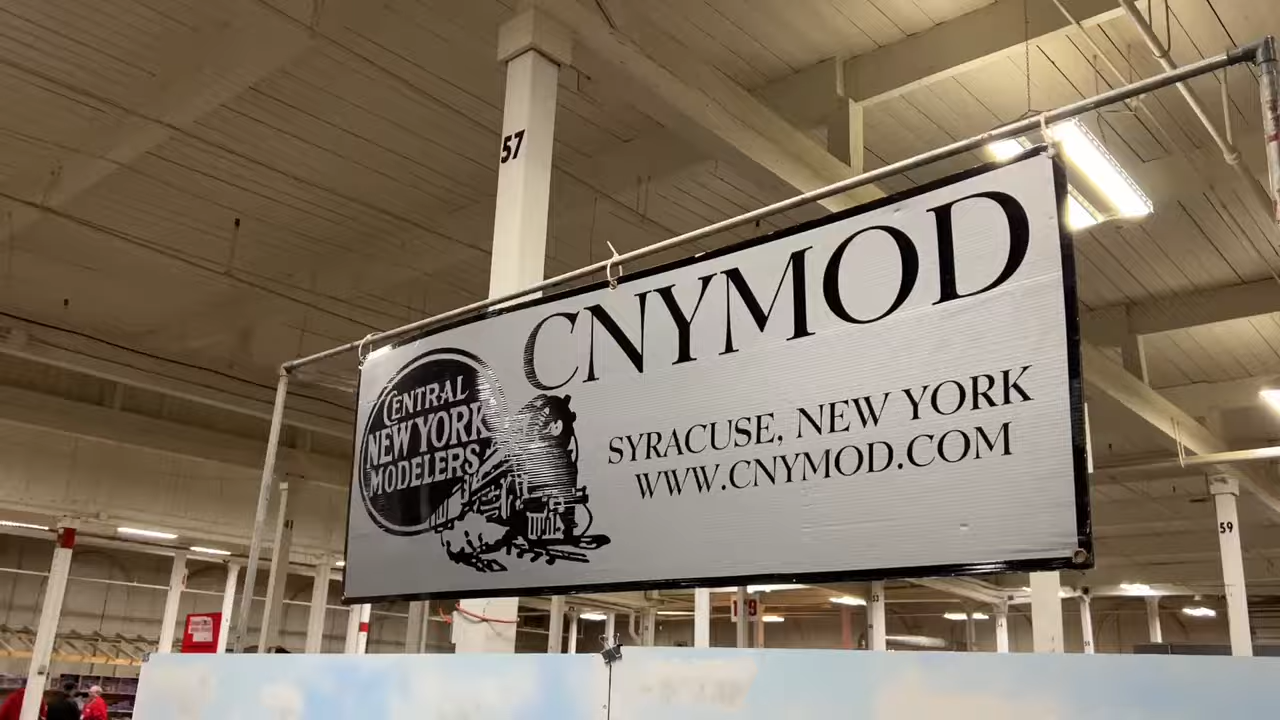 57
CNYMOD
CENTRAL
NEW YORK
MODELERS
SYRACUSE, NEW YORK
WWW.CNYMOD.COM
59